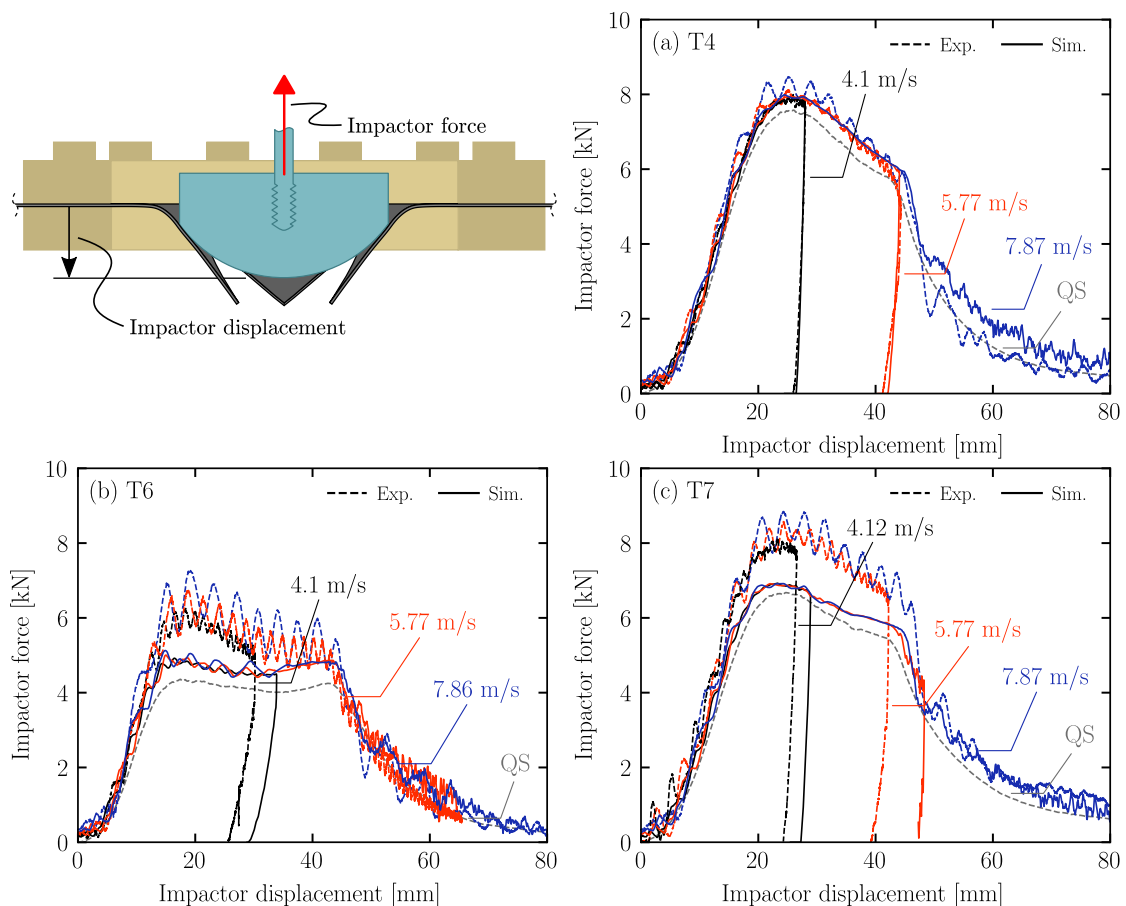 Impactor force
Impactor displacement
(a) T4
Exp.
Sim.
4.1 m/s
5.77 m/s
7.87 m/s
QS
Impactor force [kN]
10
8
6
4
2
0
0
20
40
60
80
Impactor displacement [mm]
(b) T6
Exp.
Sim.
4.1 m/s
5.77 m/s
7.86 m/s
QS
Impactor force [kN]
10
8
6
4
2
0
0
20
40
60
80
Impactor displacement [mm]
(c) T7
Exp.
Sim.
4.12 m/s
5.77 m/s
7.87 m/s
QS
Impactor force [kN]
10
8
6
4
2
0
0
20
40
60
80
Impactor displacement [mm]